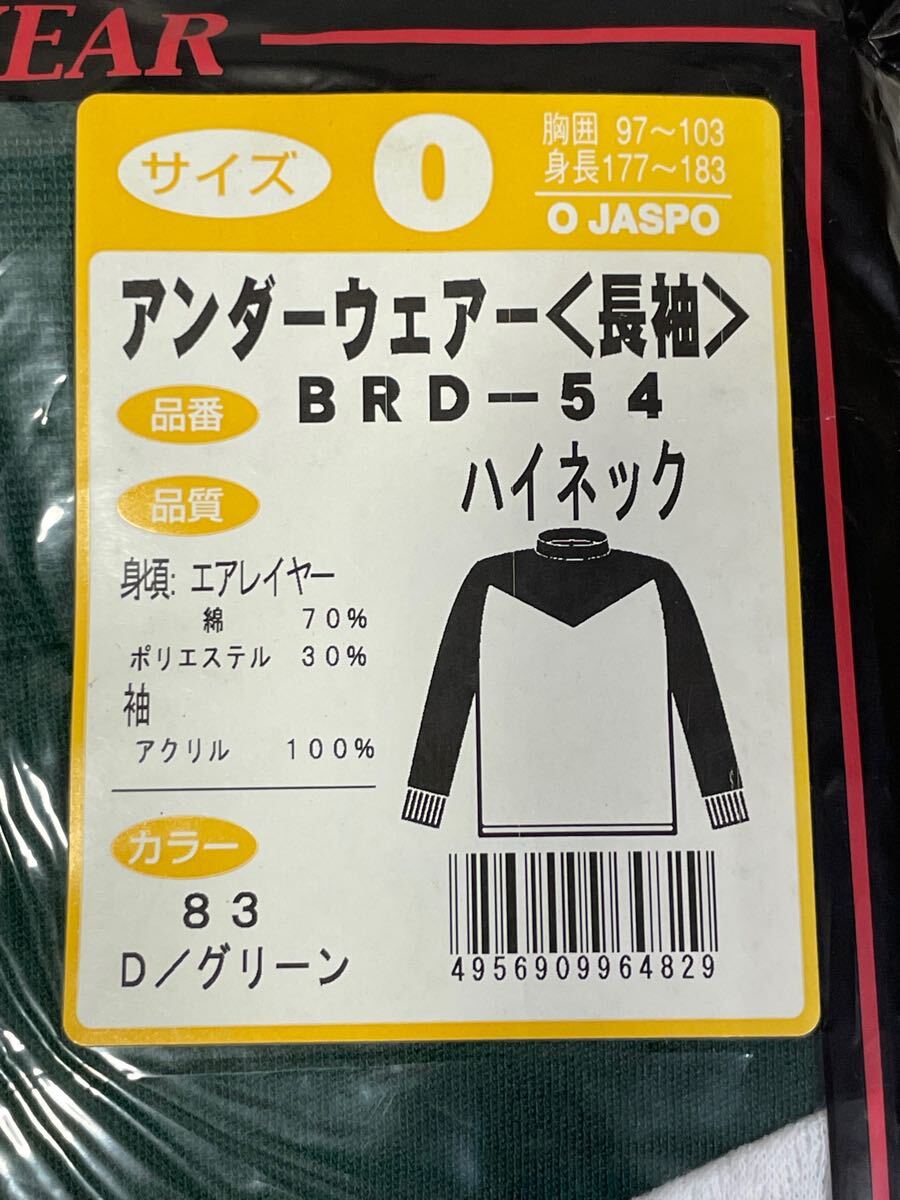 WEAR
サイズ
O
胸囲 97〜103
身長177〜183
O JASPO
アンダーウェアー〈長袖〉
品番
BRD－54
品質
ハイネック
身頃: エアレイヤー
綿 70%
ポリエステル 30%
袖
アクリル 100%
カラー
83
D／グリーン
4956909964829